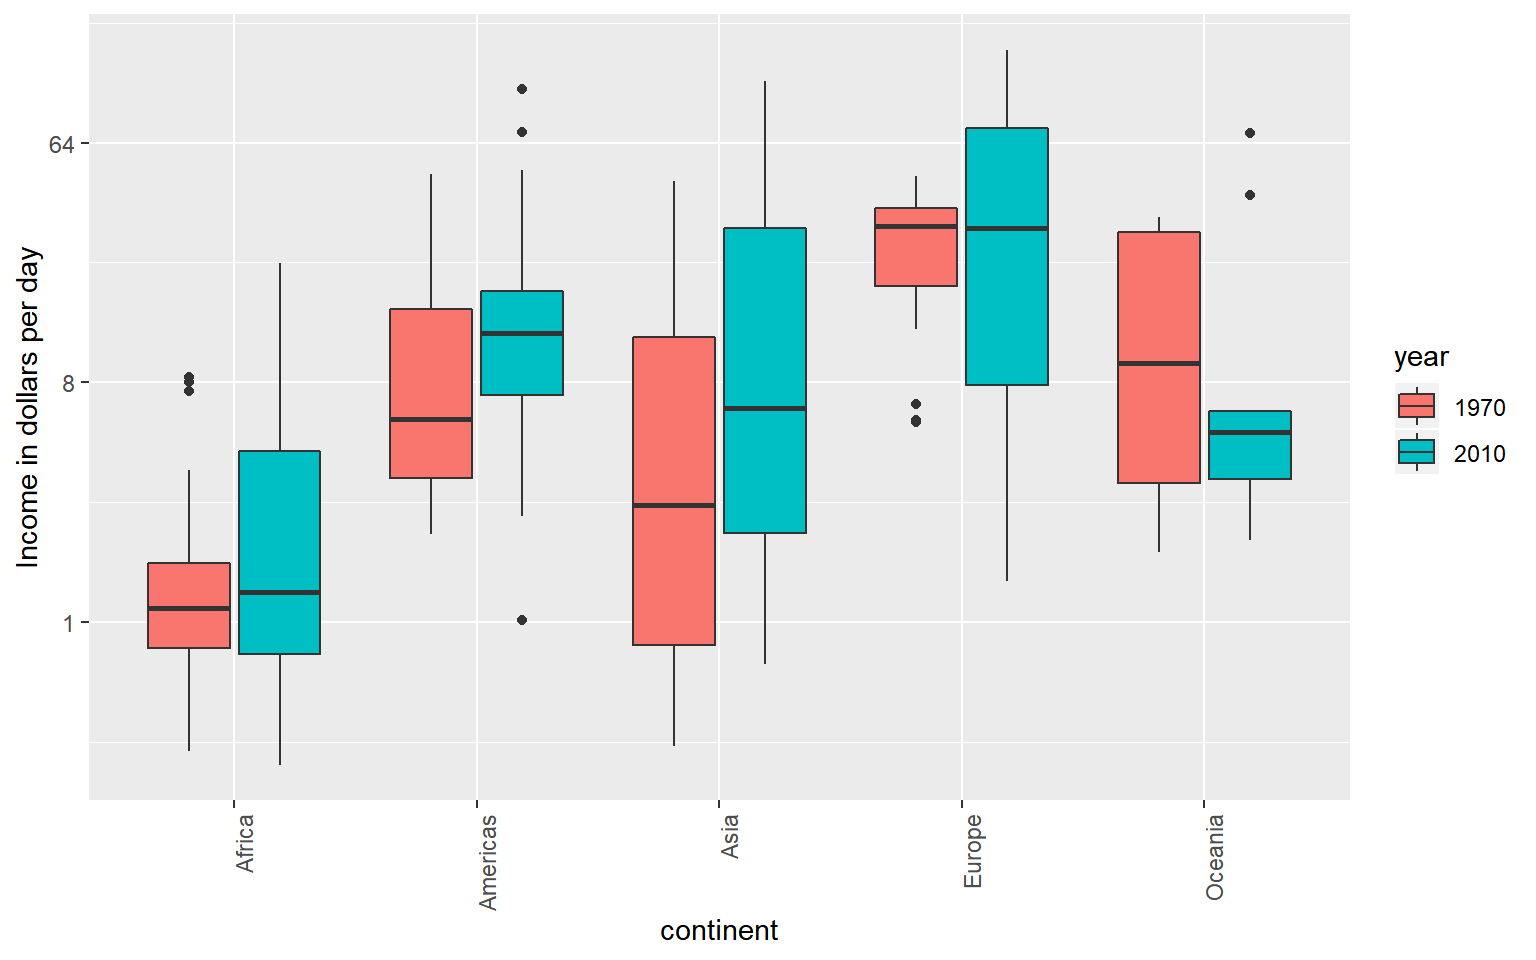 Income in dollars per day
64
8
1
Africa
Americas
Asia
Europe
Oceania
continent
year
1970
2010